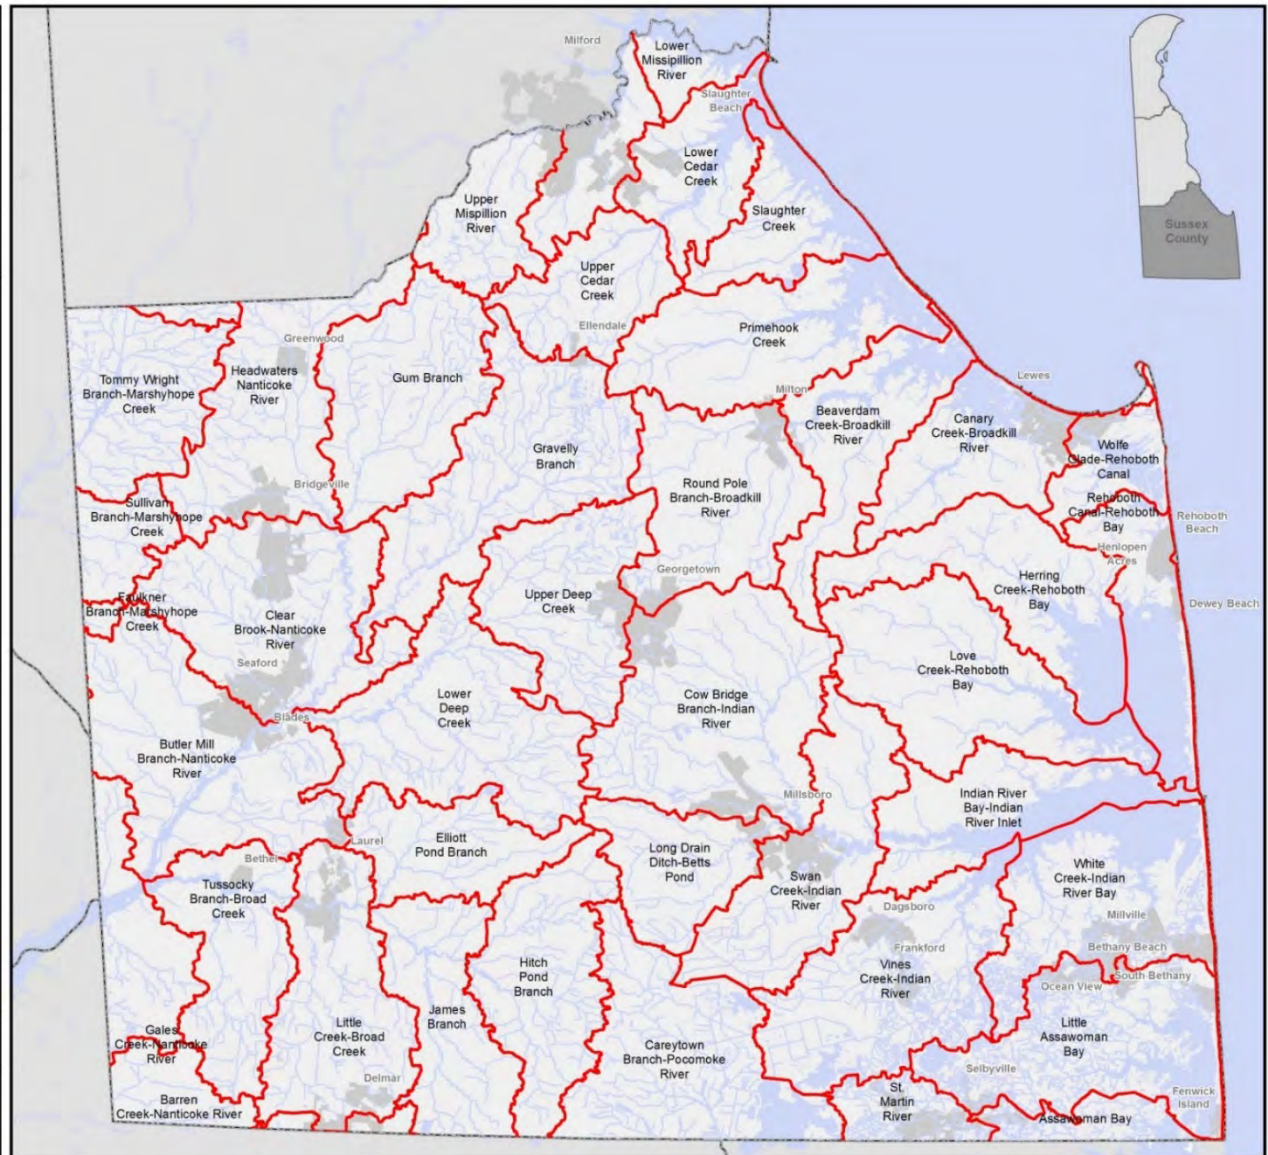 Milford
Lower
Missipillion
River
Slaughter
Beach
Lower
Cedar
Creek
Upper
Mispillion
River
Slaughter
Creek
Sussex
County
Upper
Cedar
Creek
Ellendale
Primehook
Creek
Greenwood
Tommy Wright
Branch-Marshyhope
Creek
Headwaters
Nanticoke
River
Gum Branch
Milton
Lewes
Beaverdam
Creek-Broadkill
River
Canary
Creek-Broadkill
River
Wolfe
Glade-Rehoboth
Canal
Gravelly
Branch
Bridgeville
Round Pole
Branch-Broadkill
River
Sullivan
Branch-Marshyhope
Creek
Rehoboth
Canal-Rehoboth
Bay
Rehoboth
Beach
Henlopen
Acres
Georgetown
Upper Deep
Creek
Herring
Creek-Rehoboth
Bay
Dewey Beach
Faulkner
Branch-Marshyhope
Creek
Clear
Brook-Nanticoke
River
Seaford
Love
Creek-Rehoboth
Bay
Lower
Deep
Creek
Cow Bridge
Branch-Indian
River
Blades
Butler Mill
Branch-Nanticoke
River
Millsboro
Indian River
Bay-Indian
River Inlet
Laurel
Elliott
Pond Branch
Bethel
Long Drain
Ditch-Betts
Pond
Tussocky
Branch-Broad
Creek
Swan
Creek-Indian
River
White
Creek-Indian
River Bay
Dagsboro
Millville
Frankford
Bethany Beach
Vines
Creek-Indian
River
South Bethany
Ocean View
Hitch
Pond
Branch
James
Branch
Gales
Creek-Nanticoke
River
Little
Creek-Broad
Creek
Little
Assawoman
Bay
Careytown
Branch-Pocomoke
River
Selbyville
Delmar
Barren
Creek-Nanticoke River
St.
Martin
River
Fenwick
Island
Assawoman Bay